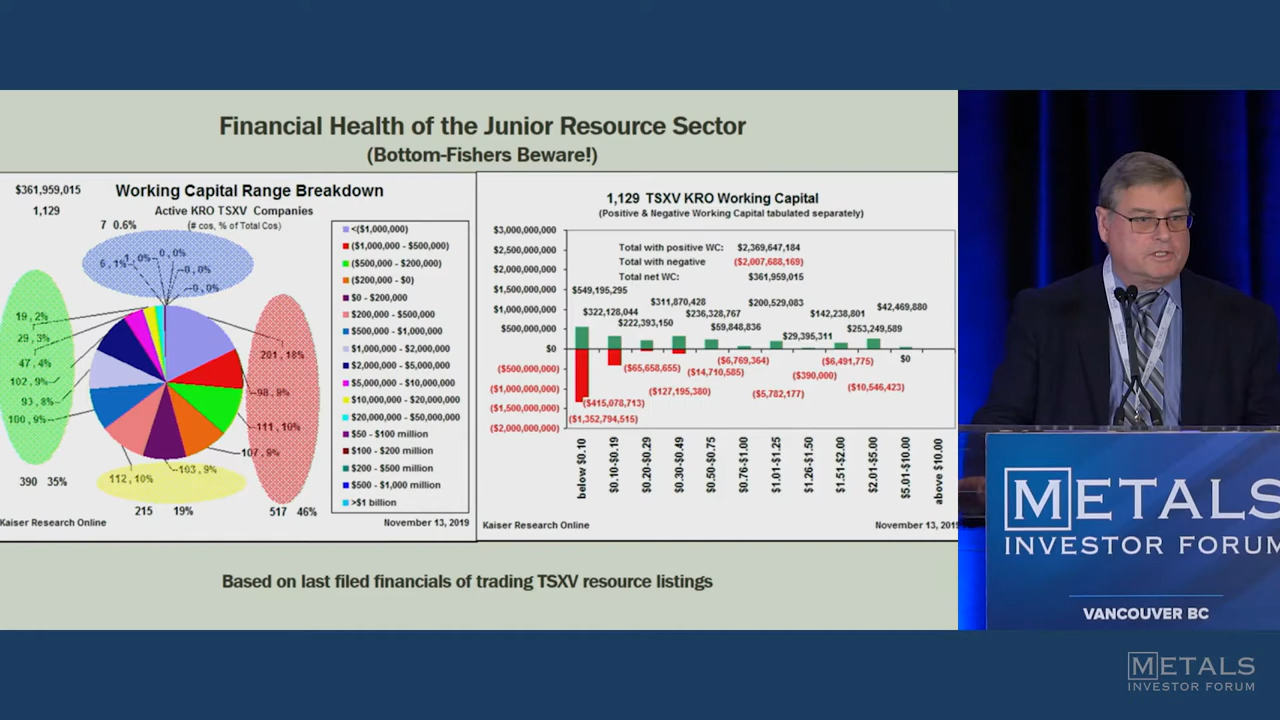 Financial Health of the Junior Resource Sector
(Bottom-Fishers Beware!)
$361,959,015
1,129
Working Capital Range Breakdown
Active KRO TSXV Companies
(# cos, % of Total Cos)
7 0.6%
6, 1%
1, 0%
0, 0%
0, 0%
0, 0%
19, 2%
29, 3%
47, 4%
102, 9%
93, 8%
100, 9%
390 35%
112, 10%
103, 9%
215 19%
201, 18%
98, 9%
111, 10%
107, 9%
517 46%
<($1,000,000)
($1,000,000 - $500,000)
($500,000 - $200,000)
($200,000 - $0)
$0 - $200,000
$200,000 - $500,000
$500,000 - $1,000,000
$1,000,000 - $2,000,000
$2,000,000 - $5,000,000
$5,000,000 - $10,000,000
$10,000,000 - $20,000,000
$20,000,000 - $50,000,000
$50 - $100 million
$100 - $200 million
$200 - $500 million
$500 - $1,000 million
>$1 billion
Kaiser Research Online
November 13, 2019
1,129 TSXV KRO Working Capital
(Positive & Negative Working Capital tabulated separately)
$3,000,000,000
$2,500,000,000
$2,000,000,000
$1,500,000,000
$1,000,000,000
$500,000,000
$0
($500,000,000)
($1,000,000,000)
($1,500,000,000)
($2,000,000,000)
Total with positive WC: $2,369,647,184
Total with negative ($2,007,688,169)
Total net WC: $361,959,015
$549,195,295
$322,128,044
$222,393,150
$311,870,428
$236,328,767
$59,848,836
$200,529,083
$29,395,311
$142,238,801
$253,249,589
$42,469,880
$0
($1,352,794,515)
($415,078,713)
($65,658,655)
($127,195,380)
($14,710,585)
($6,769,364)
($5,782,177)
($390,000)
($6,491,775)
($10,546,423)
below $0.10
$0.10-$0.19
$0.20-$0.29
$0.30-$0.49
$0.50-$0.75
$0.76-$1.00
$1.01-$1.25
$1.26-$1.50
$1.51-$2.00
$2.01-$5.00
$5.01-$10.00
above $10.00
Kaiser Research Online
November 13, 2019
Based on last filed financials of trading TSXV resource listings
METALS
INVESTOR FORUM
VANCOUVER BC
METALS
INVESTOR FORUM